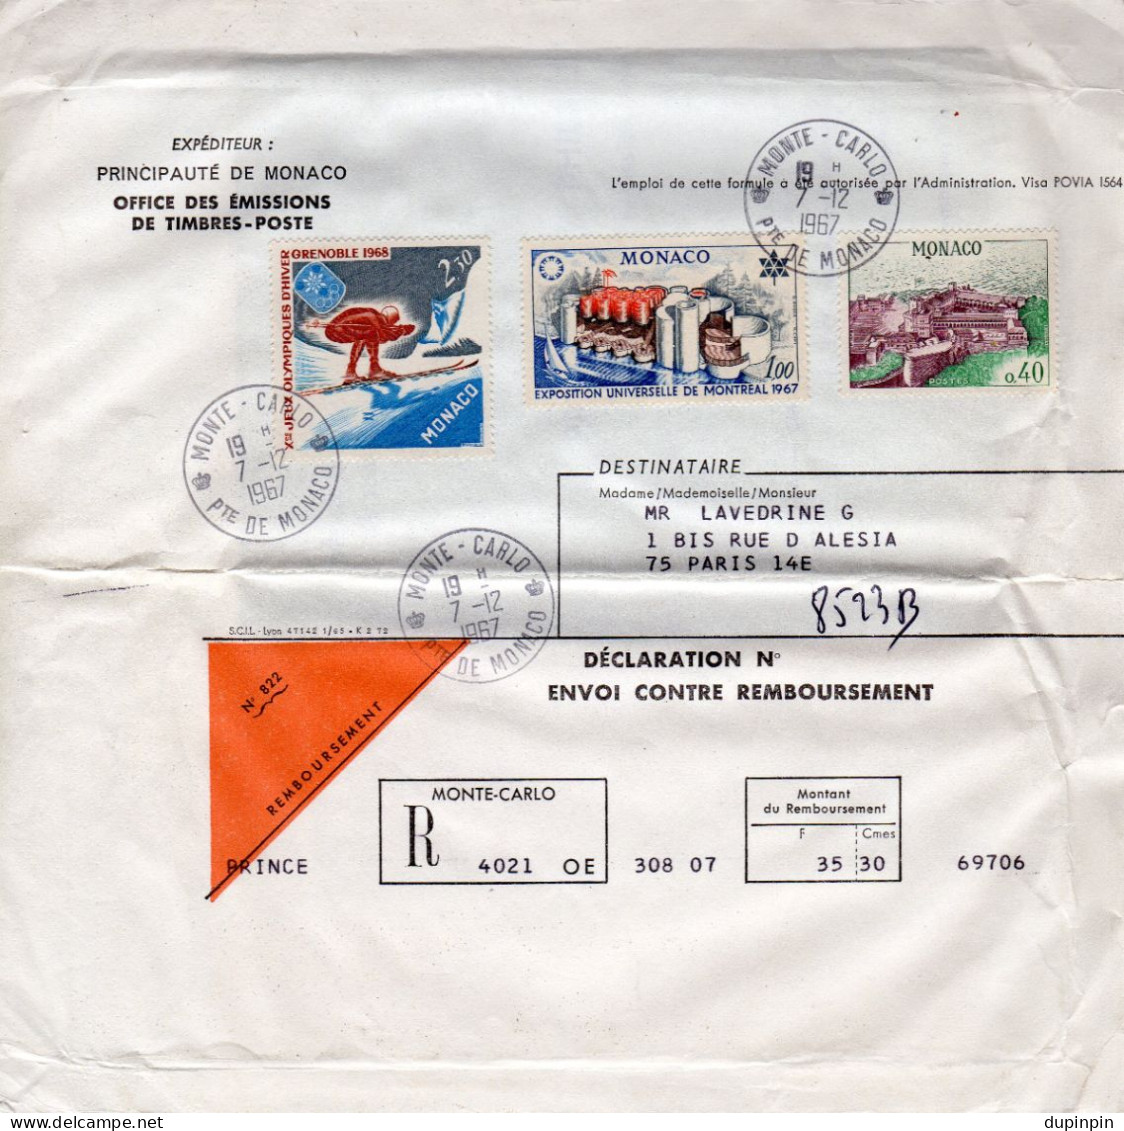 EXPÉDITEUR :
PRINCIPAUTÉ DE MONACO
OFFICE DES ÉMISSIONS
DE TIMBRES-POSTE
MONTE - CARLO
19 H
7 -12
1967
PTE DE MONACO
L'emploi de cette formule a été autorisée par l'Administration. Visa POVIA 1564
GRENOBLE 1968
Xes JEUX OLYMPIQUES D'HIVER
2,30
MONACO
MONACO
1,00
EXPOSITION UNIVERSELLE DE MONTREAL 1967
MONACO
POSTES
0,40
MONTE - CARLO
19 H
7 -12
1967
PTE DE MONACO
DESTINATAIRE
Madame/Mademoiselle/Monsieur
MR LAVEDRINE G
1 BIS RUE D ALESIA
75 PARIS 14E
8523B
MONTE - CARLO
19 H
7 -12
1967
PTE DE MONACO
S.C.I.L. - Lyon 47142 1/65 • K 2 72
DÉCLARATION N°
ENVOI CONTRE REMBOURSEMENT
N° 822
REMBOURSEMENT
MONTE-CARLO
R
4021 OE
308 07
Montant
du Remboursement
F Cmes
35 30
69706
PRINCE
dupinpin